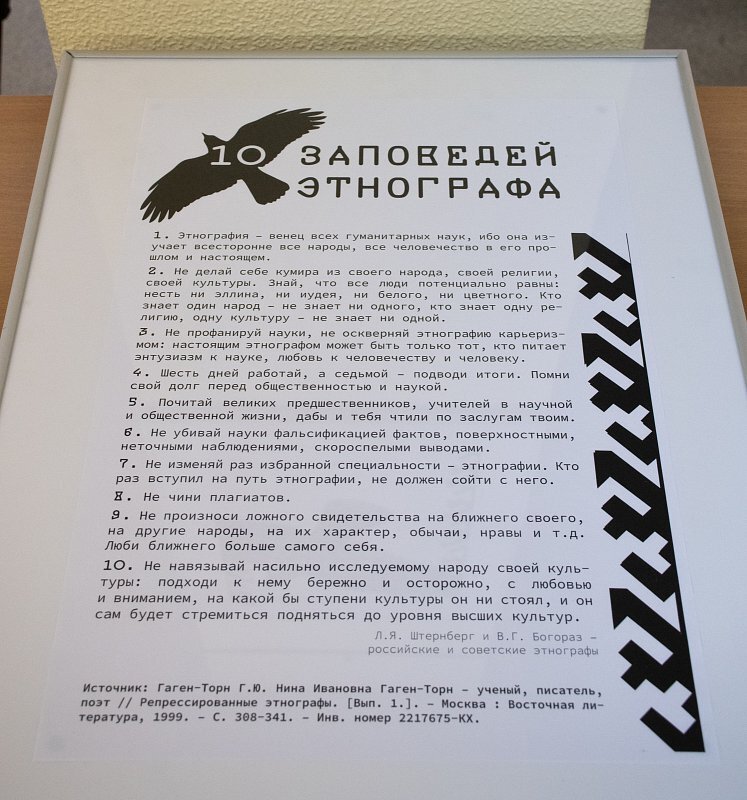 10 ЗАПОВЕДЕЙ
ЭТНОГРАФА
1. Этнография – венец всех гуманитарных наук, ибо она из-
учает всесторонне все народы, все человечество в его про-
шлом и настоящем.
2. Не делай себе кумира из своего народа, своей религии,
своей культуры. Знай, что все люди потенциально равны:
несть ни эллина, ни иудея, ни белого, ни цветного. Кто
знает один народ – не знает ни одного, кто знает одну ре-
лигию, одну культуру – не знает ни одной.
3. Не профанируй науки, не оскверняй этнографию карьериз-
мом: настоящим этнографом может быть только тот, кто питает
энтузиазм к науке, любовь к человечеству и человеку.
4. Шесть дней работай, а седьмой – подводи итоги. Помни
свой долг перед общественностью и наукой.
5. Почитай великих предшественников, учителей в научной
и общественной жизни, дабы и тебя чтили по заслугам твоим.
6. Не убивай науки фальсификацией фактов, поверхностными,
неточными наблюдениями, скороспелыми выводами.
7. Не изменяй раз избранной специальности – этнографии. Кто
раз вступил на путь этнографии, не должен сойти с него.
8. Не чини плагиатов.
9. Не произноси ложного свидетельства на ближнего своего,
на другие народы, на их характер, обычаи, нравы и т.д.
Люби ближнего больше самого себя.
10. Не навязывай насильно исследуемому народу своей куль-
туры: подходи к нему бережно и осторожно, с любовью
и вниманием, на какой бы ступени культуры он ни стоял, и он
сам будет стремиться подняться до уровня высших культур.
Л.Я. Штернберг и В.Г. Богораз –
российские и советские этнографы
Источник: Гаген-Торн Г.Ю. Нина Ивановна Гаген-Торн – ученый, писатель,
поэт // Репрессированные этнографы. [Вып. 1.]. – Москва : Восточная ли-
тература, 1999. – С. 308-341. – Инв. номер 2217675-КХ.